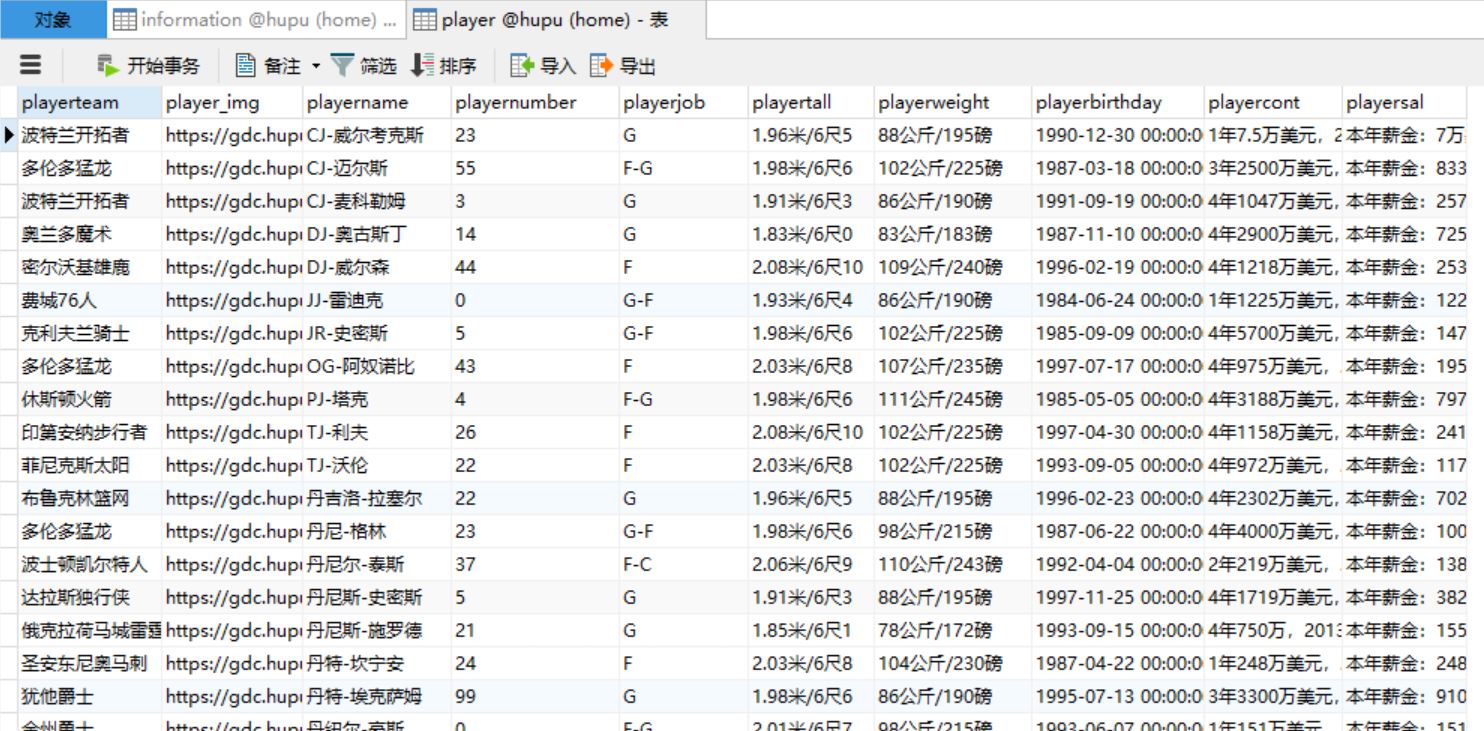 对象 information @hupu (home) ... player @hupu (home) - 表
开始事务 备注 筛选 排序 导入 导出
playerteam player_img playername playernumber playerjob playertall playerweight playerbirthday playercont playersal
波特兰开拓者 https://gdc.hupu CJ-威尔考克斯 23 G 1.96米/6尺5 88公斤/195磅 1990-12-30 00:00:0 1年7.5万美元，2 本年薪金：7万
多伦多猛龙 https://gdc.hupu CJ-迈尔斯 55 F-G 1.98米/6尺6 102公斤/225磅 1987-03-18 00:00:0 3年2500万美元， 本年薪金：833
波特兰开拓者 https://gdc.hupu CJ-麦科勒姆 3 G 1.91米/6尺3 86公斤/190磅 1991-09-19 00:00:0 4年1047万美元， 本年薪金：257
奥兰多魔术 https://gdc.hupu DJ-奥古斯丁 14 G 1.83米/6尺0 83公斤/183磅 1987-11-10 00:00:0 4年2900万美元， 本年薪金：725
密尔沃基雄鹿 https://gdc.hupu DJ-威尔森 44 F 2.08米/6尺10 109公斤/240磅 1996-02-19 00:00:0 4年1218万美元， 本年薪金：253
费城76人 https://gdc.hupu JJ-雷迪克 0 G-F 1.93米/6尺4 86公斤/190磅 1984-06-24 00:00:0 1年1225万美元， 本年薪金：122
克利夫兰骑士 https://gdc.hupu JR-史密斯 5 G-F 1.98米/6尺6 102公斤/225磅 1985-09-09 00:00:0 4年5700万美元， 本年薪金：147
多伦多猛龙 https://gdc.hupu OG-阿奴诺比 43 F 2.03米/6尺8 107公斤/235磅 1997-07-17 00:00:0 4年975万美元， 本年薪金：195
休斯顿火箭 https://gdc.hupu PJ-塔克 4 F-G 1.98米/6尺6 111公斤/245磅 1985-05-05 00:00:0 4年3188万美元， 本年薪金：797
印第安纳步行者 https://gdc.hupu TJ-利夫 26 F 2.08米/6尺10 102公斤/225磅 1997-04-30 00:00:0 4年1158万美元， 本年薪金：241
菲尼克斯太阳 https://gdc.hupu TJ-沃伦 22 F 2.03米/6尺8 102公斤/225磅 1993-09-05 00:00:0 4年972万美元， 本年薪金：117
布鲁克林篮网 https://gdc.hupu 丹吉洛-拉塞尔 22 G 1.96米/6尺5 88公斤/195磅 1996-02-23 00:00:0 4年2302万美元， 本年薪金：702
多伦多猛龙 https://gdc.hupu 丹尼-格林 23 G-F 1.98米/6尺6 98公斤/215磅 1987-06-22 00:00:0 4年4000万美元， 本年薪金：100
波士顿凯尔特人 https://gdc.hupu 丹尼尔-泰斯 37 F-C 2.06米/6尺9 110公斤/243磅 1992-04-04 00:00:0 2年219万美元， 本年薪金：138
达拉斯独行侠 https://gdc.hupu 丹尼斯-史密斯 5 G 1.91米/6尺3 88公斤/195磅 1997-11-25 00:00:0 4年1719万美元， 本年薪金：382
俄克拉荷马城雷霆 https://gdc.hupu 丹尼斯-施罗德 21 G 1.85米/6尺1 78公斤/172磅 1993-09-15 00:00:0 4年750万，2013 本年薪金：155
圣安东尼奥马刺 https://gdc.hupu 丹特-坎宁安 24 F 2.03米/6尺8 104公斤/230磅 1987-04-22 00:00:0 1年248万美元， 本年薪金：248
犹他爵士 https://gdc.hupu 丹特-埃克萨姆 99 G 1.98米/6尺6 86公斤/190磅 1995-07-13 00:00:0 3年3300万美元， 本年薪金：910
https://gdc.hupu 0 F-G 2.01米/6尺7 98公斤/215磅 1993-06-07 00:00:0 1年151万美元， 本年薪金：151